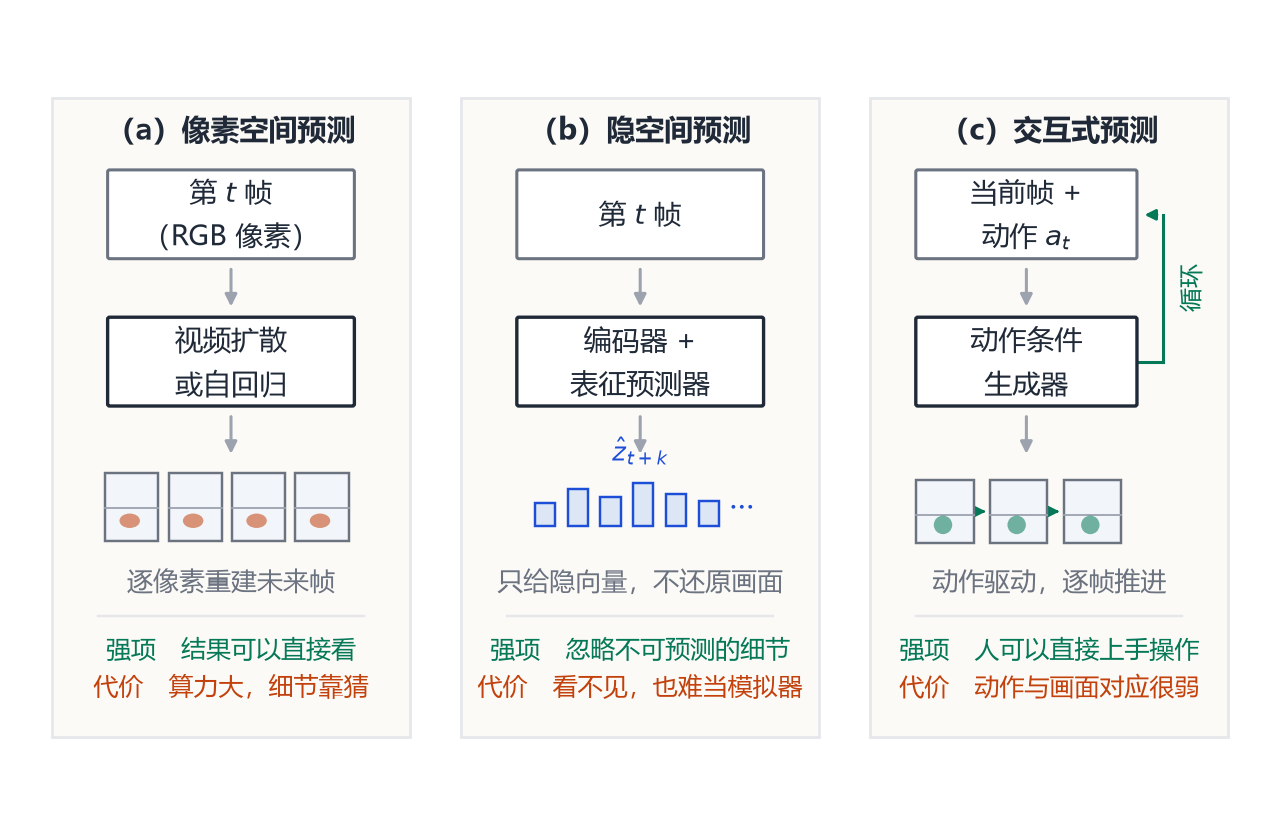 （a）像素空间预测
第 t 帧
（RGB 像素）
视频扩散
或自回归
逐像素重建未来帧
强项 结果可以直接看
代价 算力大，细节靠猜
（b）隐空间预测
第 t 帧
编码器 +
表征预测器
ẑ_{t+k}
...
只给隐向量，不还原画面
强项 忽略不可预测的细节
代价 看不见，也难当模拟器
（c）交互式预测
当前帧 +
动作 a_t
循环
动作条件
生成器
动作驱动，逐帧推进
强项 人可以直接上手操作
代价 动作与画面对应很弱